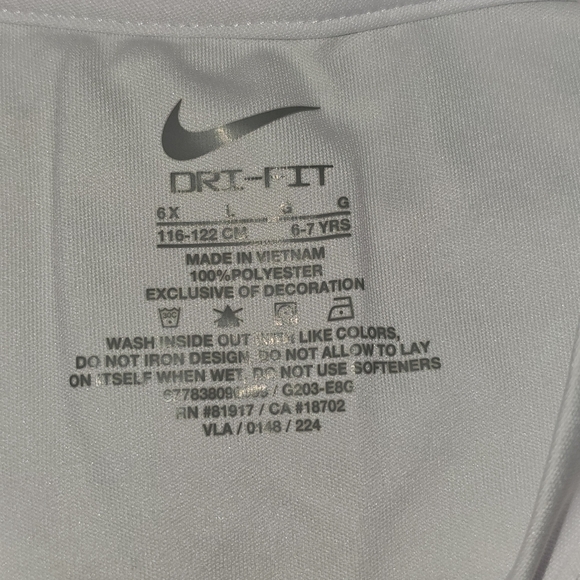 DRI-FIT
6X L G G
116-122 CM 6-7 YRS
MADE IN VIETNAM
100%POLYESTER
EXCLUSIVE OF DECORATION
WASH INSIDE OUT WITH LIKE COLORS,
DO NOT IRON DESIGN, DO NOT ALLOW TO LAY
ON ITSELF WHEN WET, DO NOT USE SOFTENERS
/ G203-E8G
RN #81917 / CA #18702
VLA / 0148 / 224